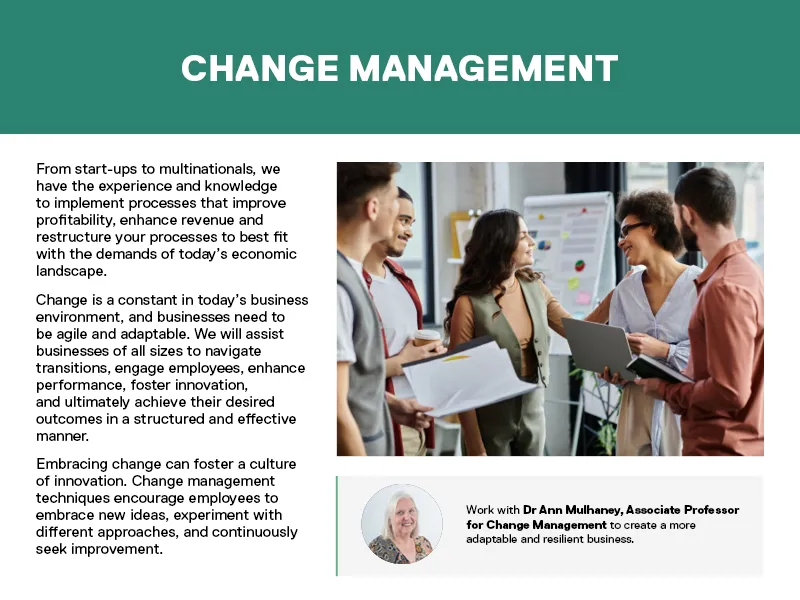 CHANGE MANAGEMENT
From start-ups to multinationals, we
have the experience and knowledge
to implement processes that improve
profitability, enhance revenue and
restructure your processes to best fit
with the demands of today’s economic
landscape.
Change is a constant in today’s business
environment, and businesses need to
be agile and adaptable. We will assist
businesses of all sizes to navigate
transitions, engage employees, enhance
performance, foster innovation,
and ultimately achieve their desired
outcomes in a structured and effective
manner.
Embracing change can foster a culture
of innovation. Change management
techniques encourage employees to
embrace new ideas, experiment with
different approaches, and continuously
seek improvement.
Work with Dr Ann Mulhaney, Associate Professor
for Change Management to create a more
adaptable and resilient business.